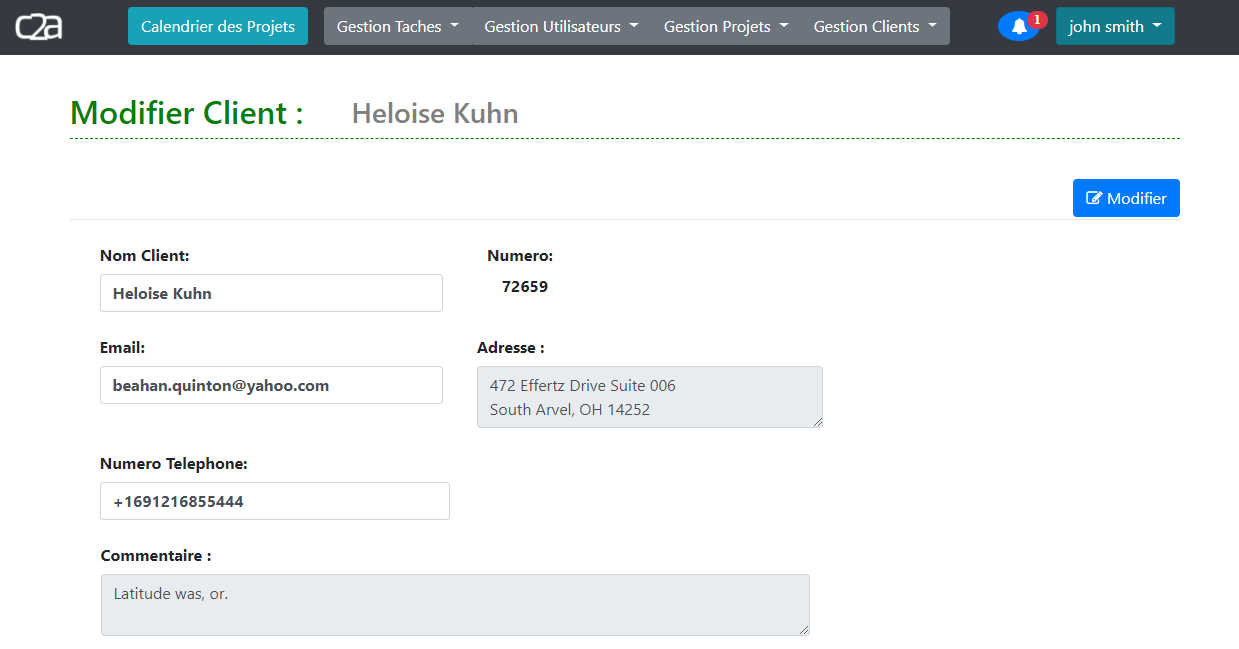 c2a
Calendrier des Projets Gestion Taches Gestion Utilisateurs Gestion Projets Gestion Clients 1 john smith
Modifier Client : Heloise Kuhn
Modifier
Nom Client: Numero:
Heloise Kuhn 72659
Email: Adresse :
beahan.quinton@yahoo.com 472 Effertz Drive Suite 006
South Arvel, OH 14252
Numero Telephone:
+1691216855444
Commentaire :
Latitude was, or.